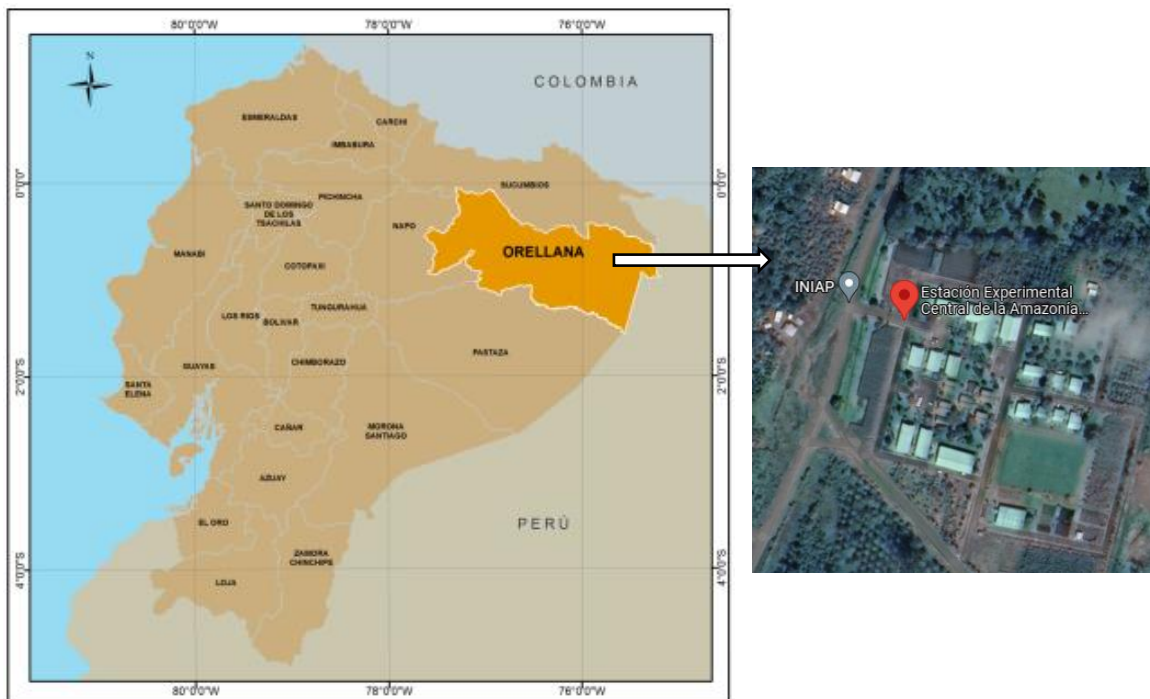 80°0'0"W 78°0'0"W 76°0'0"W
N
COLOMBIA
ESMERALDAS
CARCHI
IMBABURA
0°0'0" 0°0'0"
SUCUMBIOS
PICHINCHA
SANTO DOMINGO
DE LOS
TSACHILAS
NAPO
MANABI
ORELLANA
COTOPAXI
TUNGURAHUA
LOS RIOS
BOLIVAR
PASTAZA
CHIMBORAZO
GUAYAS
2°0'0"S 2°0'0"S
SANTA
ELENA
CAÑAR
MORONA
SANTIAGO
AZUAY
EL ORO
PERÚ
ZAMORA
CHINCHIPE
4°0'0"S 4°0'0"S
LOJA
80°0'0"W 78°0'0"W 76°0'0"W
INIAP
Estación Experimental
Central de la Amazonía...